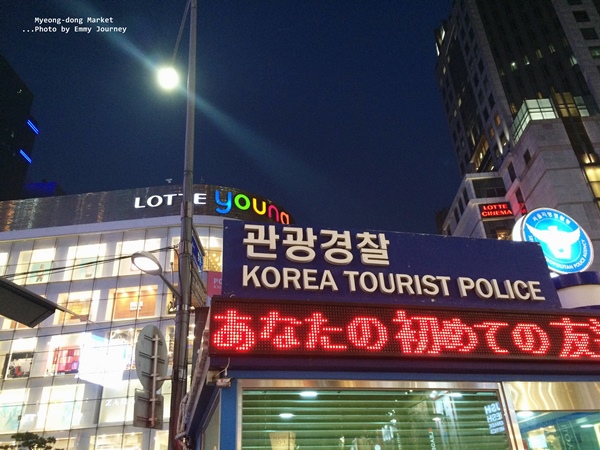 Myeong-dong Market
...Photo by Emmy Journey
LOTTE young
LOTTE
CINEMA
관광경찰
KOREA TOURIST POLICE
あなたの初めての友